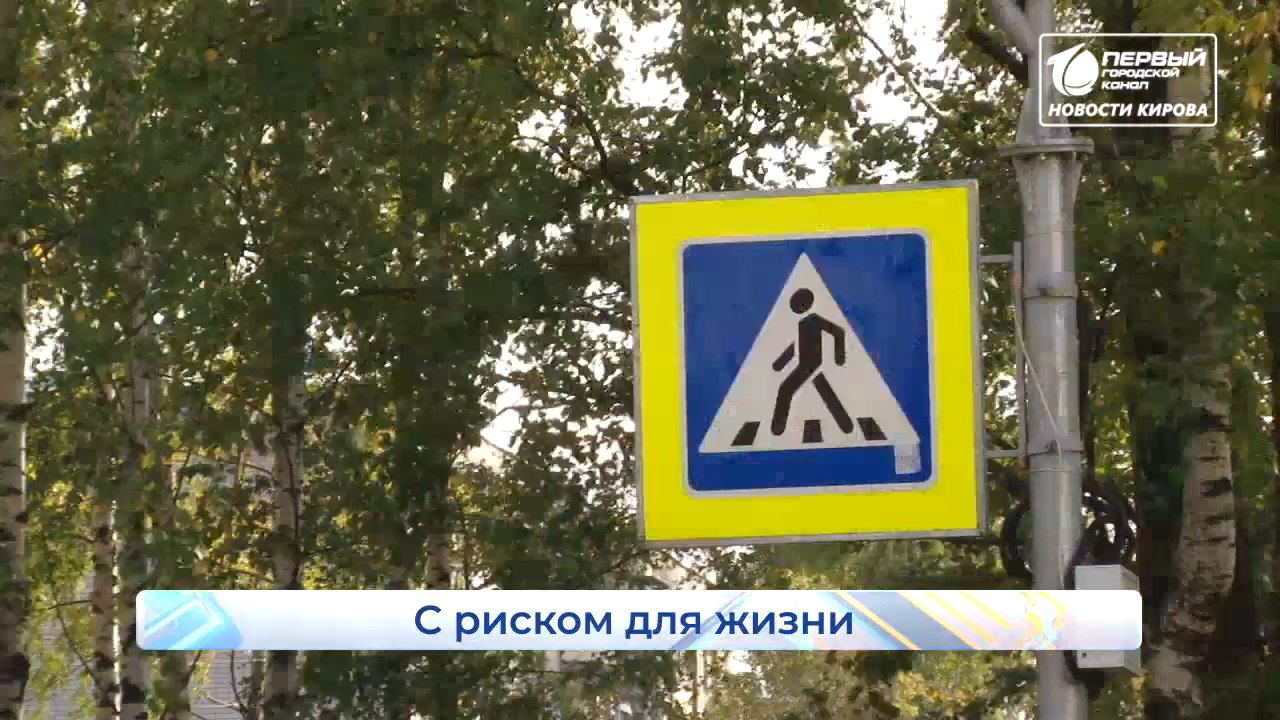 ПЕРВЫЙ
ГОРОДСКОЙ
КАНАЛ
НОВОСТИ КИРОВА
С риском для жизни